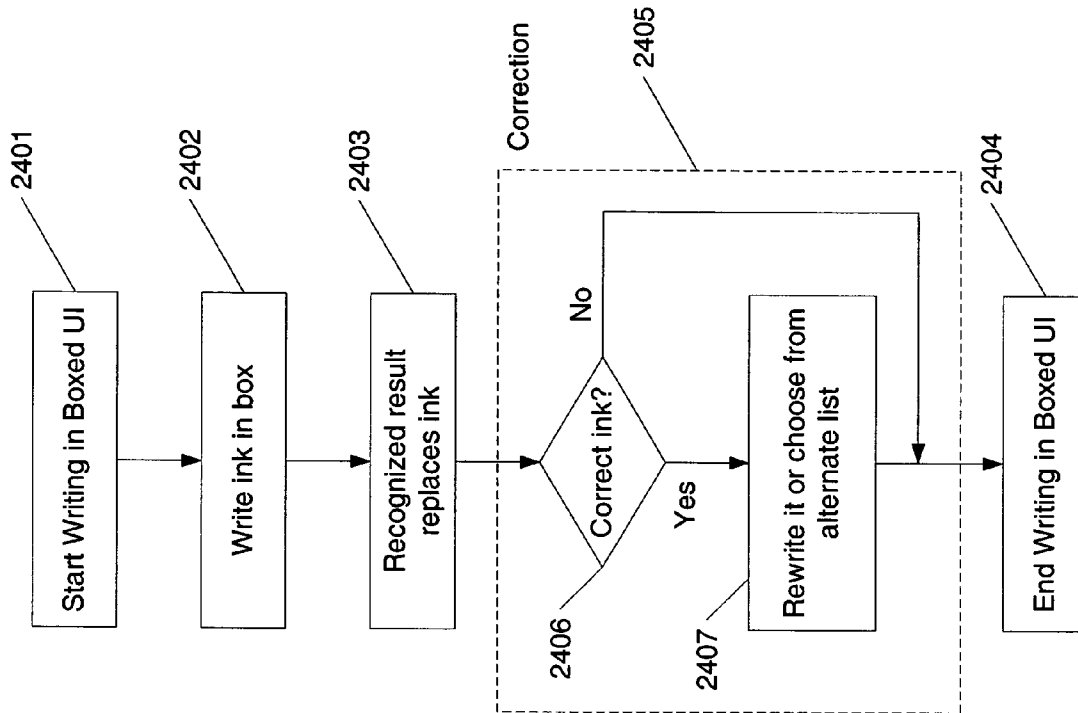 2401
Start Writing in Boxed UI
2402
Write ink in box
2403
Recognized result
replaces ink
Correction
2405
Correct ink?
No
Yes
2406
2407
Rewrite it or choose from
alternate list
2404
End Writing in Boxed UI